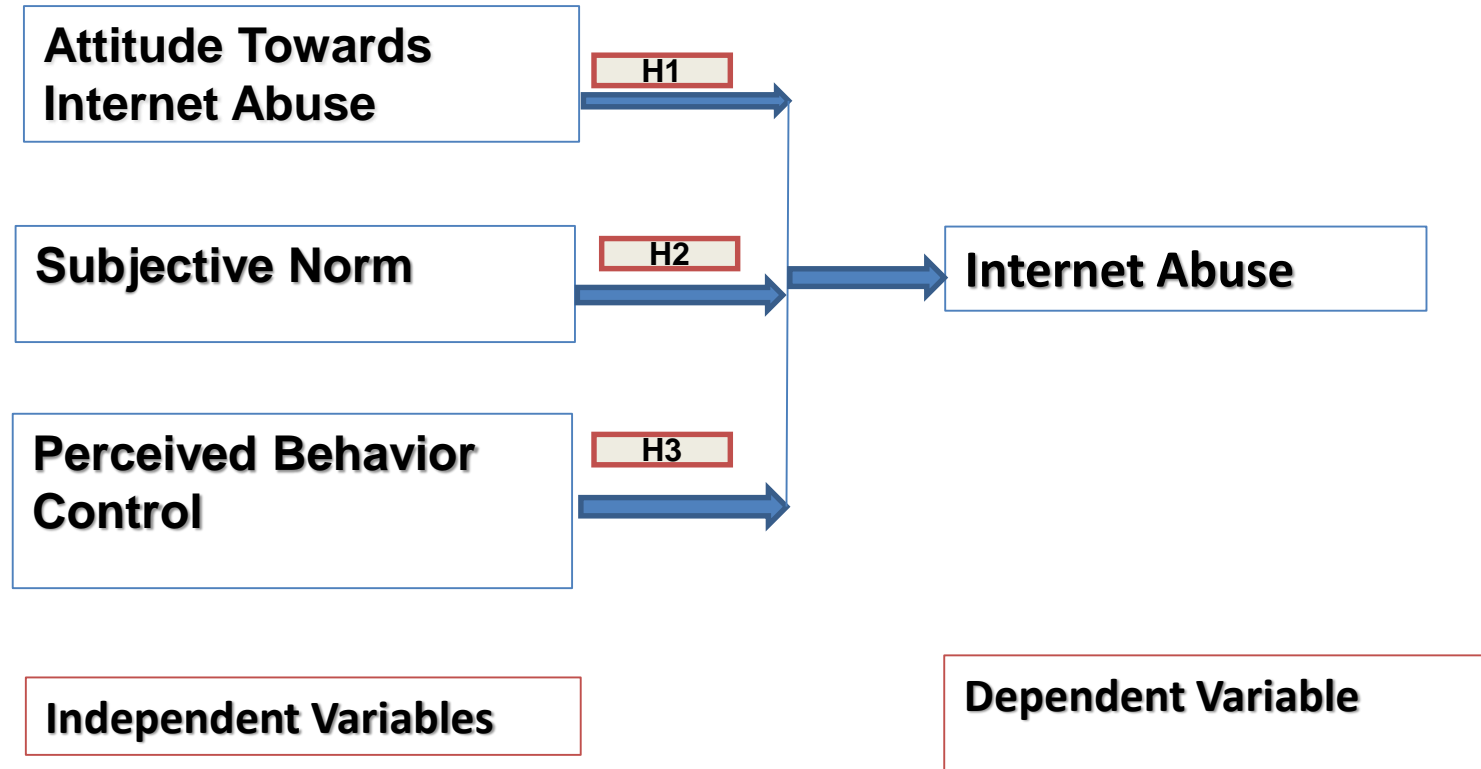 Attitude Towards
Internet Abuse
H1
Subjective Norm
H2
Internet Abuse
Perceived Behavior
Control
H3
Independent Variables
Dependent Variable